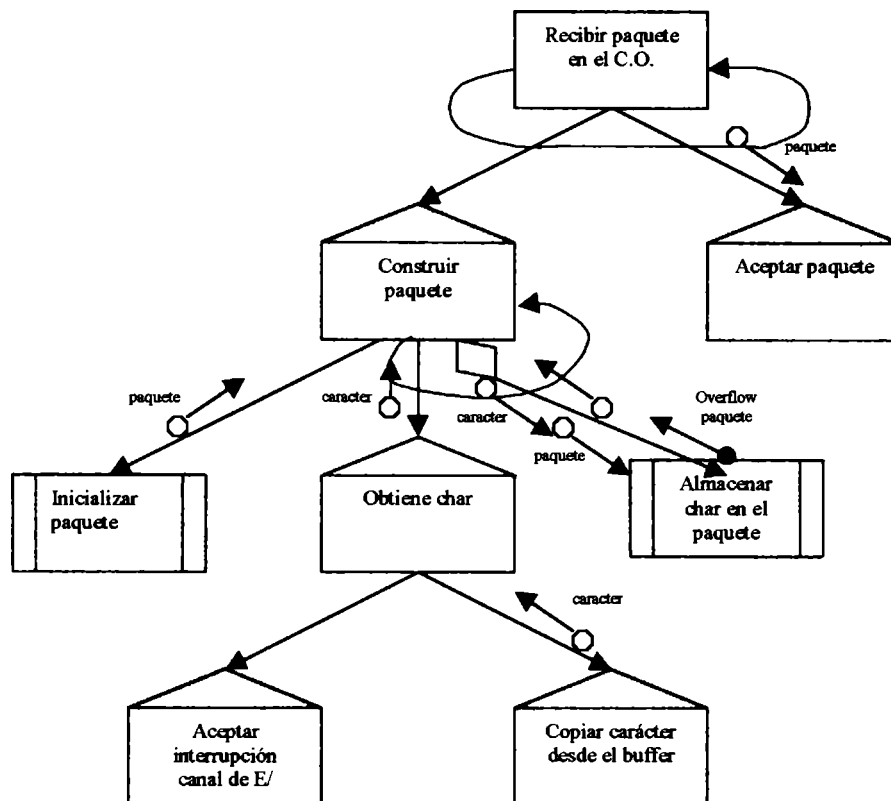 Recibir paquete
en el C.O.
paquete
Construir
paquete
Aceptar paquete
paquete
caracter
caracter
paquete
Overflow
paquete
Inicializar
paquete
Obtiene char
Almacenar
char en el
paquete
caracter
Aceptar
interrupción
canal de E/
Copiar carácter
desde el buffer